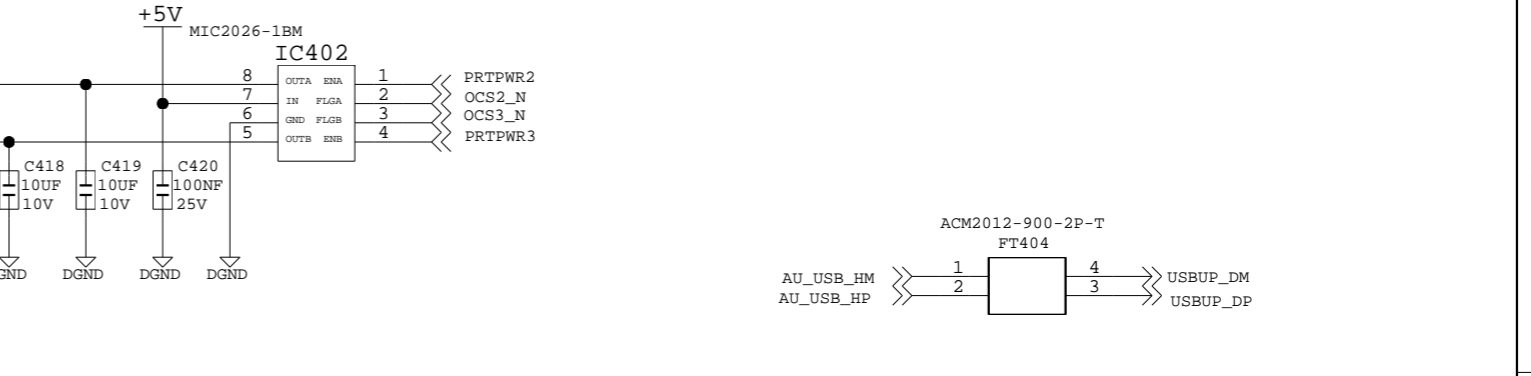 +5V
MIC2026-1BM
IC402
8 OUTA ENA 1 PRTPWR2
7 IN FLGA 2 OCS2_N
6 GND FLGB 3 OCS3_N
5 OUTB ENB 4 PRTPWR3
C418 C419 C420
10UF 10UF 100NF
10V 10V 25V
GND DGND DGND DGND
ACM2012-900-2P-T
FT404
AU_USB_HM 1 4 USBUP_DM
AU_USB_HP 2 3 USBUP_DP